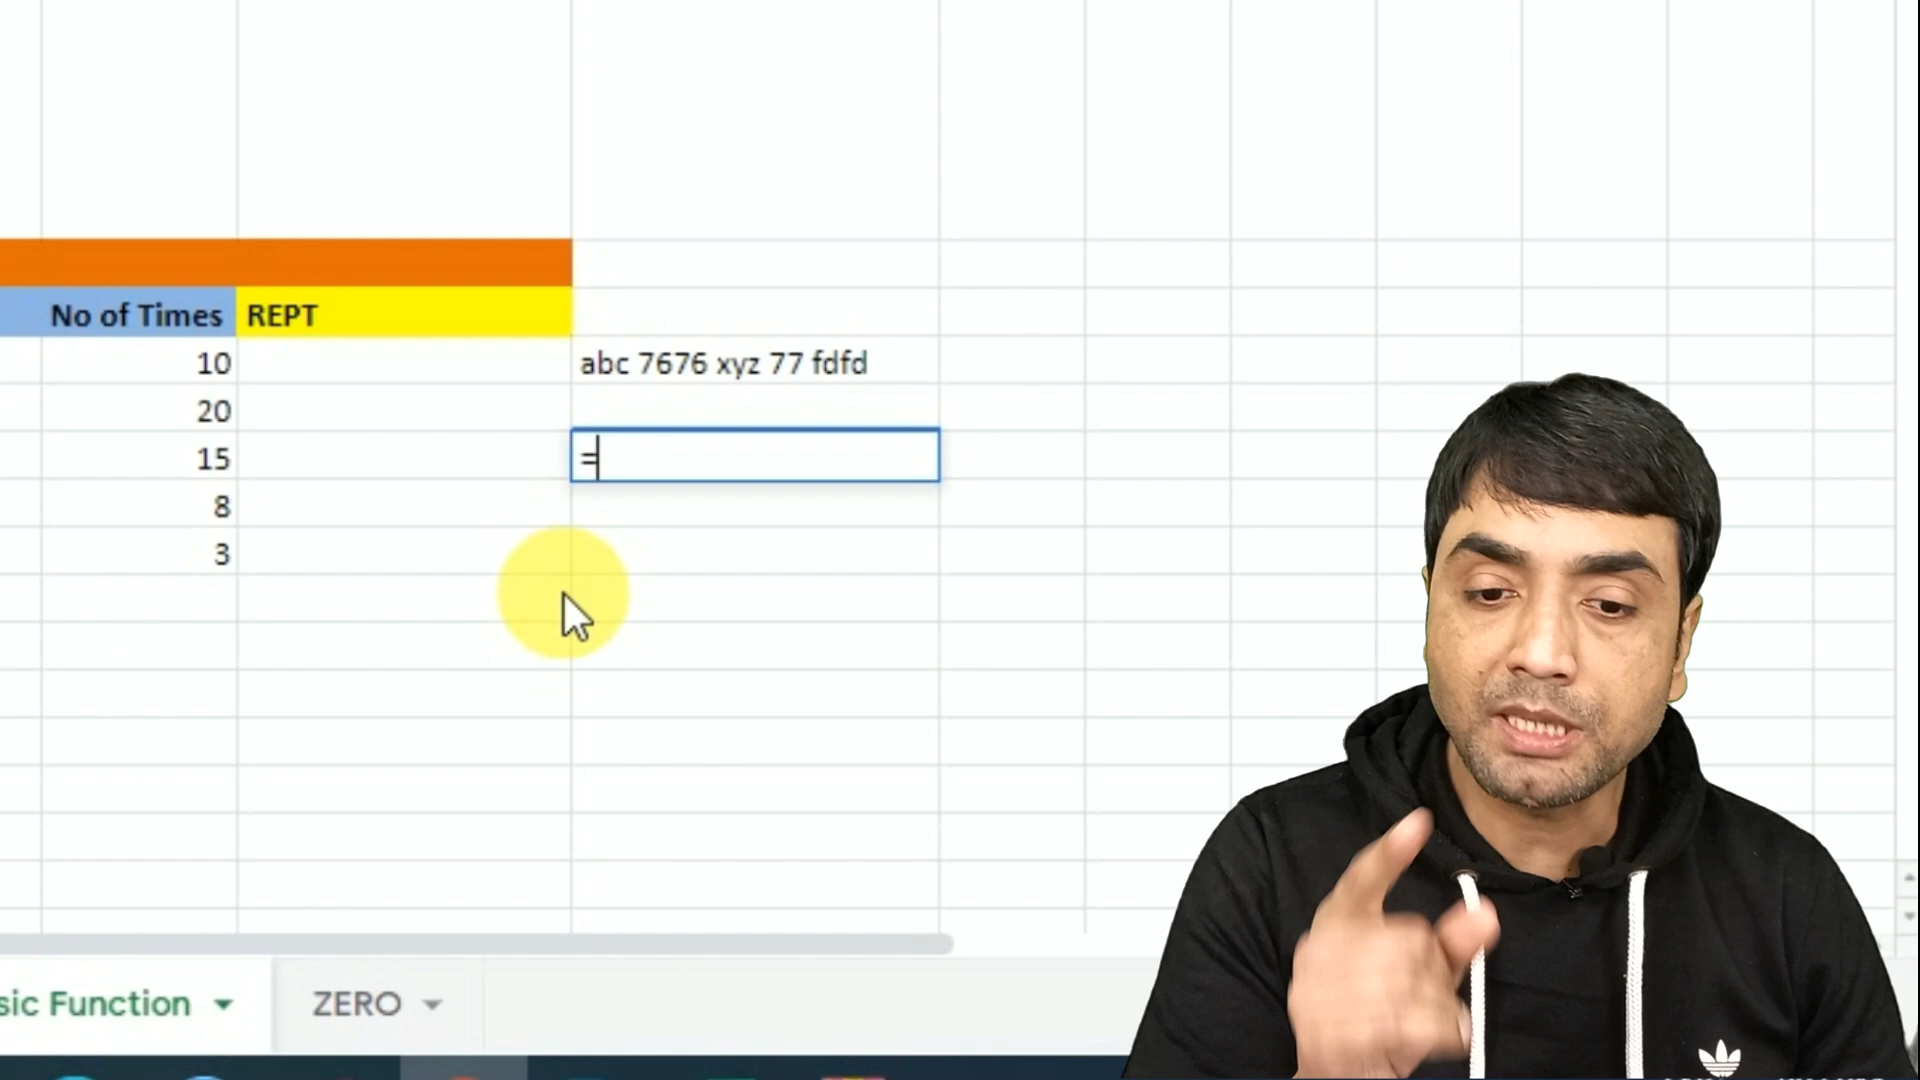 No of Times REPT
10 abc 7676 xyz 77 fdfd
20
15 =
8
3
sic Function ZERO